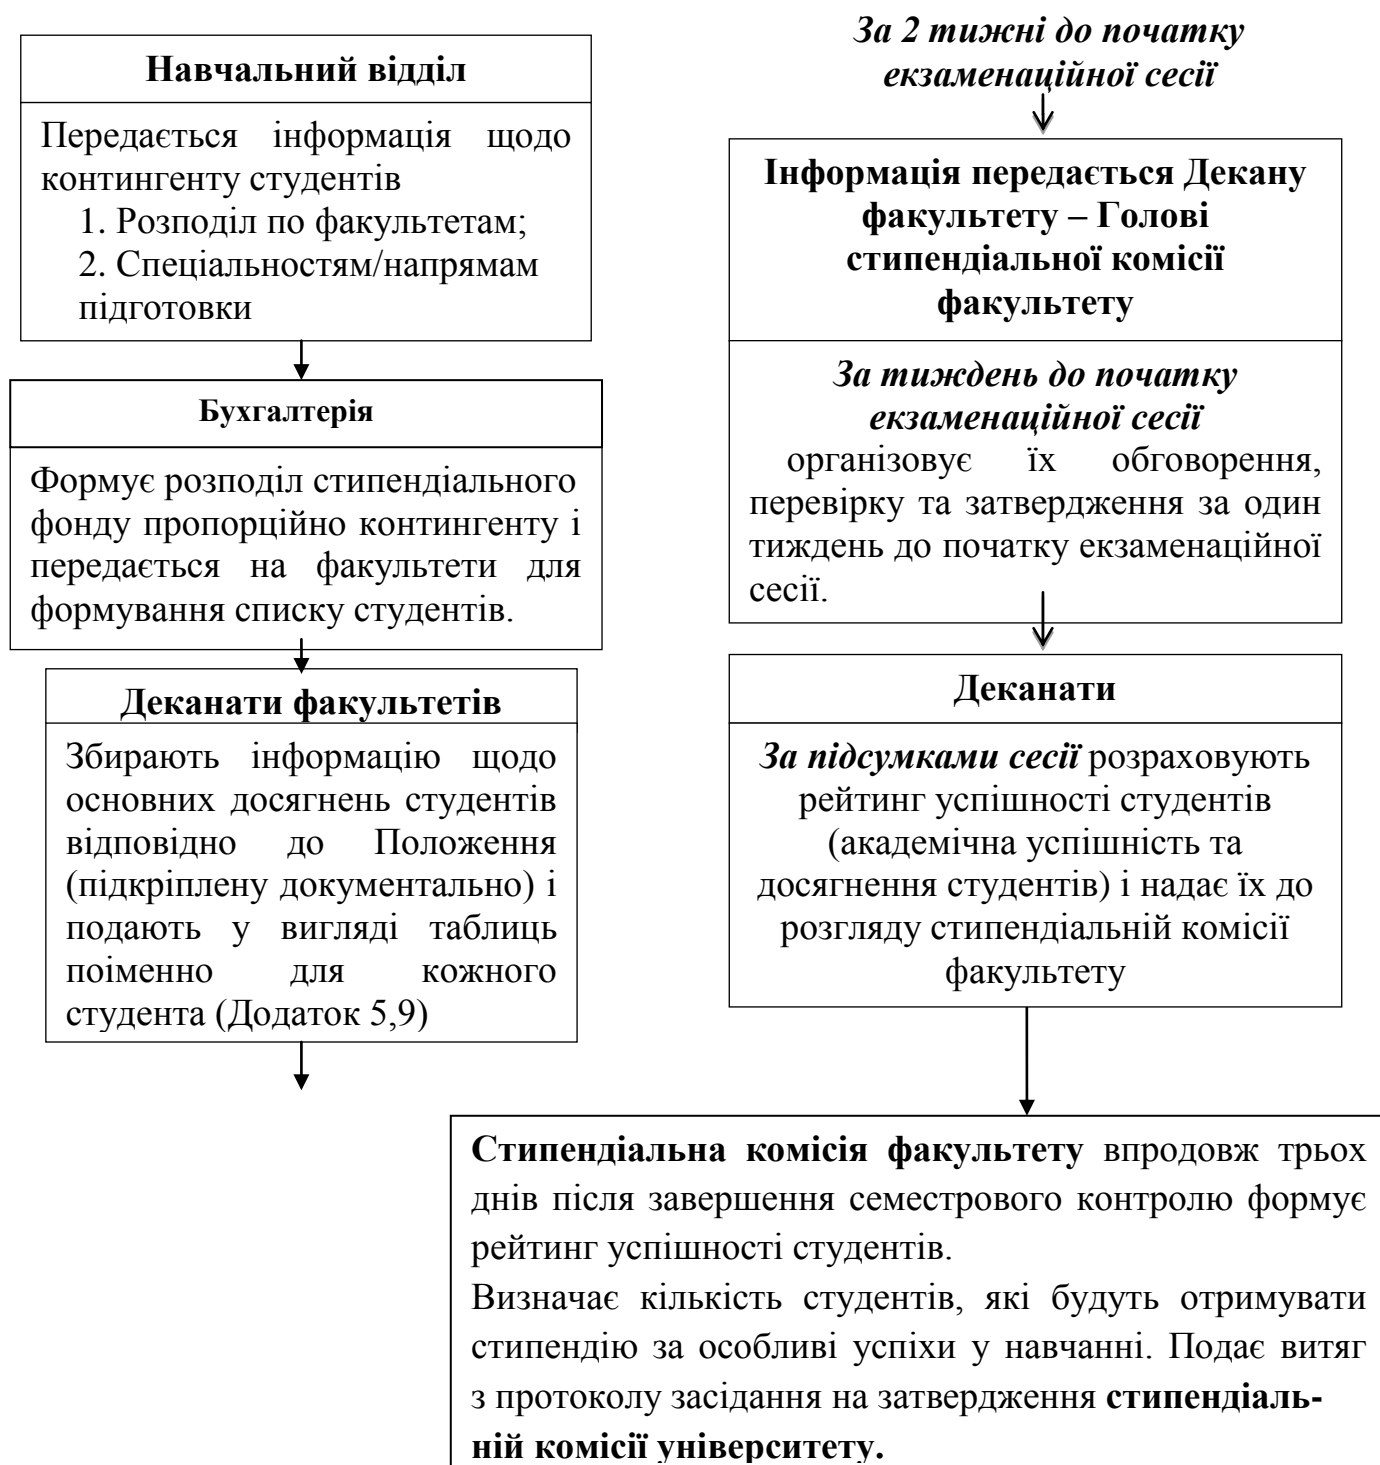 Навчальний відділ
Передається інформація щодо
контингенту студентів
1. Розподіл по факультетам;
2. Спеціальностям/напрямам
підготовки
Бухгалтерія
Формує розподіл стипендіального
фонду пропорційно контингенту і
передається на факультети для
формування списку студентів.
Деканати факультетів
Збирають інформацію щодо
основних досягнень студентів
відповідно до Положення
(підкріплену документально) і
подають у вигляді таблиць
поіменно для кожного
студента (Додаток 5,9)
За 2 тижні до початку
екзаменаційної сесії
Інформація передається Декану
факультету – Голові
стипендіальної комісії
факультету
За тиждень до початку
екзаменаційної сесії
організовує їх обговорення,
перевірку та затвердження за один
тиждень до початку екзаменаційної
сесії.
Деканати
За підсумками сесії розраховують
рейтинг успішності студентів
(академічна успішність та
досягнення студентів) і надає їх до
розгляду стипендіальній комісії
факультету
Стипендіальна комісія факультету впродовж трьох
днів після завершення семестрового контролю формує
рейтинг успішності студентів.
Визначає кількість студентів, які будуть отримувати
стипендію за особливі успіхи у навчанні. Подає витяг
з протоколу засідання на затвердження стипендіаль-
ній комісії університету.